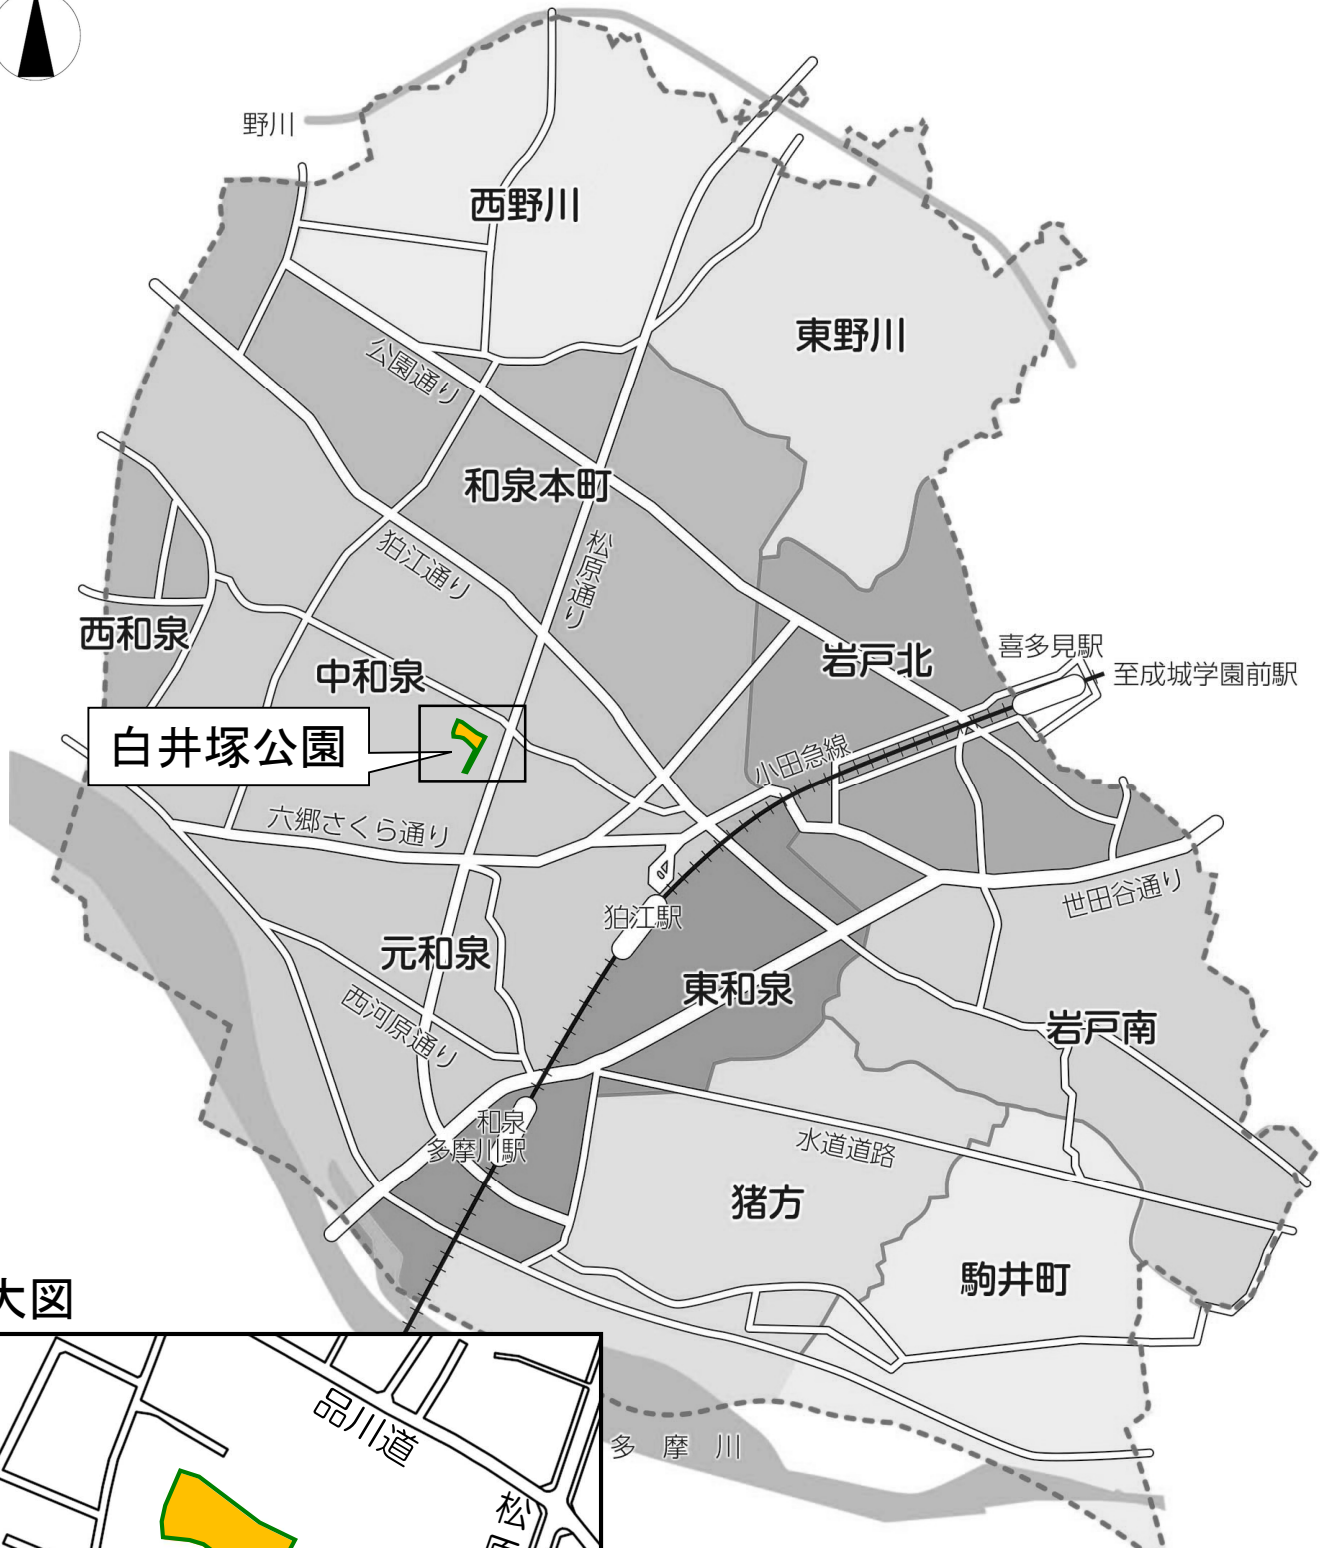 野川
西野川
東野川
公園通り
和泉本町
松原通り
狛江通り
西和泉
中和泉
岩戸北
喜多見駅
至成城学園前駅
白井塚公園
小田急線
六郷さくら通り
世田谷通り
狛江駅
元和泉
東和泉
西河原通り
岩戸南
和泉
多摩川駅
水道道路
猪方
駒井町
大図
品川道
多摩川
松